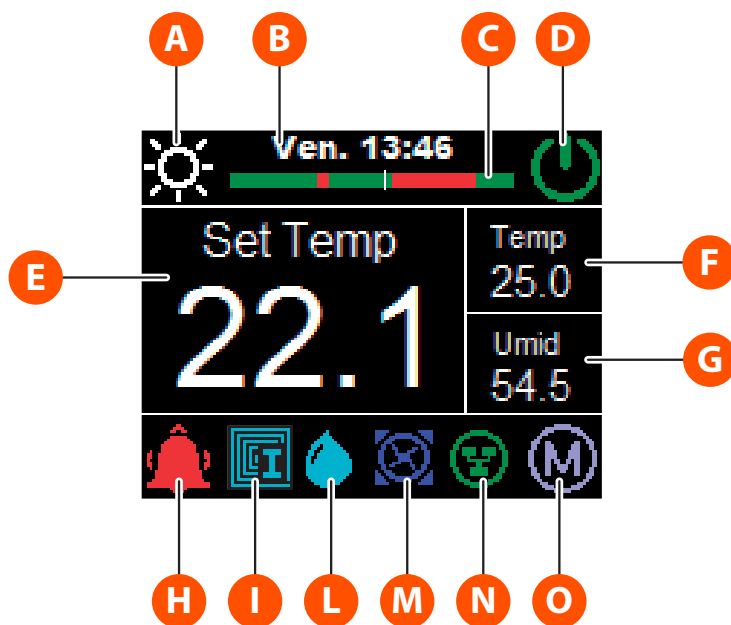 A B C D
Ven. 13:46
Set Temp
22.1
Temp
25.0
Umid
54.5
E
F
G
I
M
H I L M N O